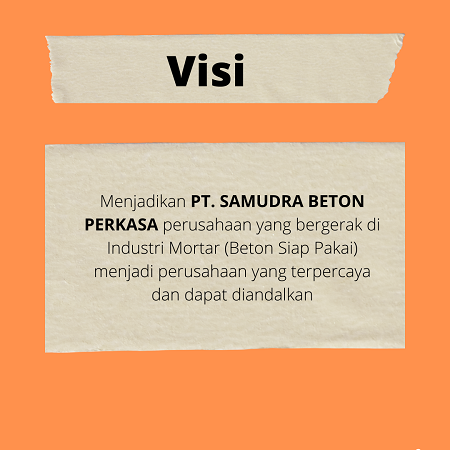 Visi
Menjadikan PT. SAMUDRA BETON
PERKASA perusahaan yang bergerak di
Industri Mortar (Beton Siap Pakai)
menjadi perusahaan yang terpercaya
dan dapat diandalkan